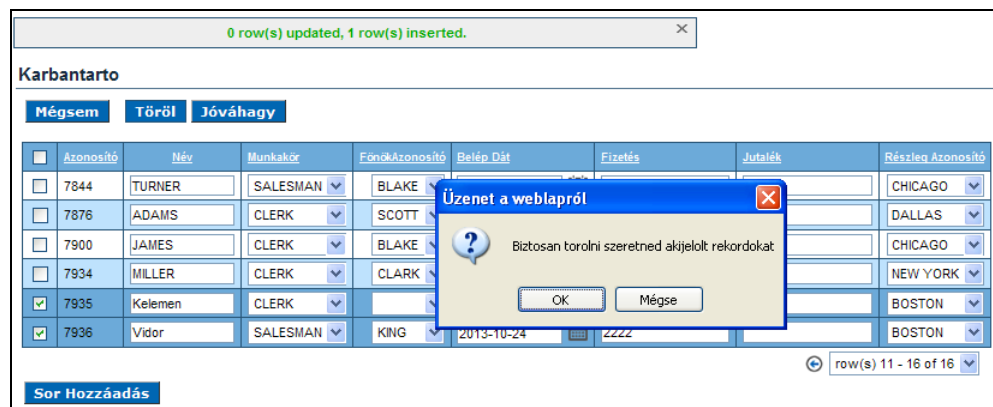 0 row(s) updated, 1 row(s) inserted.
Karbantarto
Mégsem Töröl Jóváhagy
Azonosító Név Munkakör FőnökAzonosító Belép Dát Fizetés Jutalék Részleg Azonosító
7844 TURNER SALESMAN BLAKE CHICAGO
7876 ADAMS CLERK SCOTT DALLAS
7900 JAMES CLERK BLAKE CHICAGO
7934 MILLER CLERK CLARK NEW YORK
7935 Kelemen CLERK BOSTON
7936 Vidor SALESMAN KING 2013-10-24 2222 BOSTON
Üzenet a weblapról
Biztosan torolni szeretned akijelolt rekordokat
OK Mégse
row(s) 11 - 16 of 16
Sor Hozzáadás